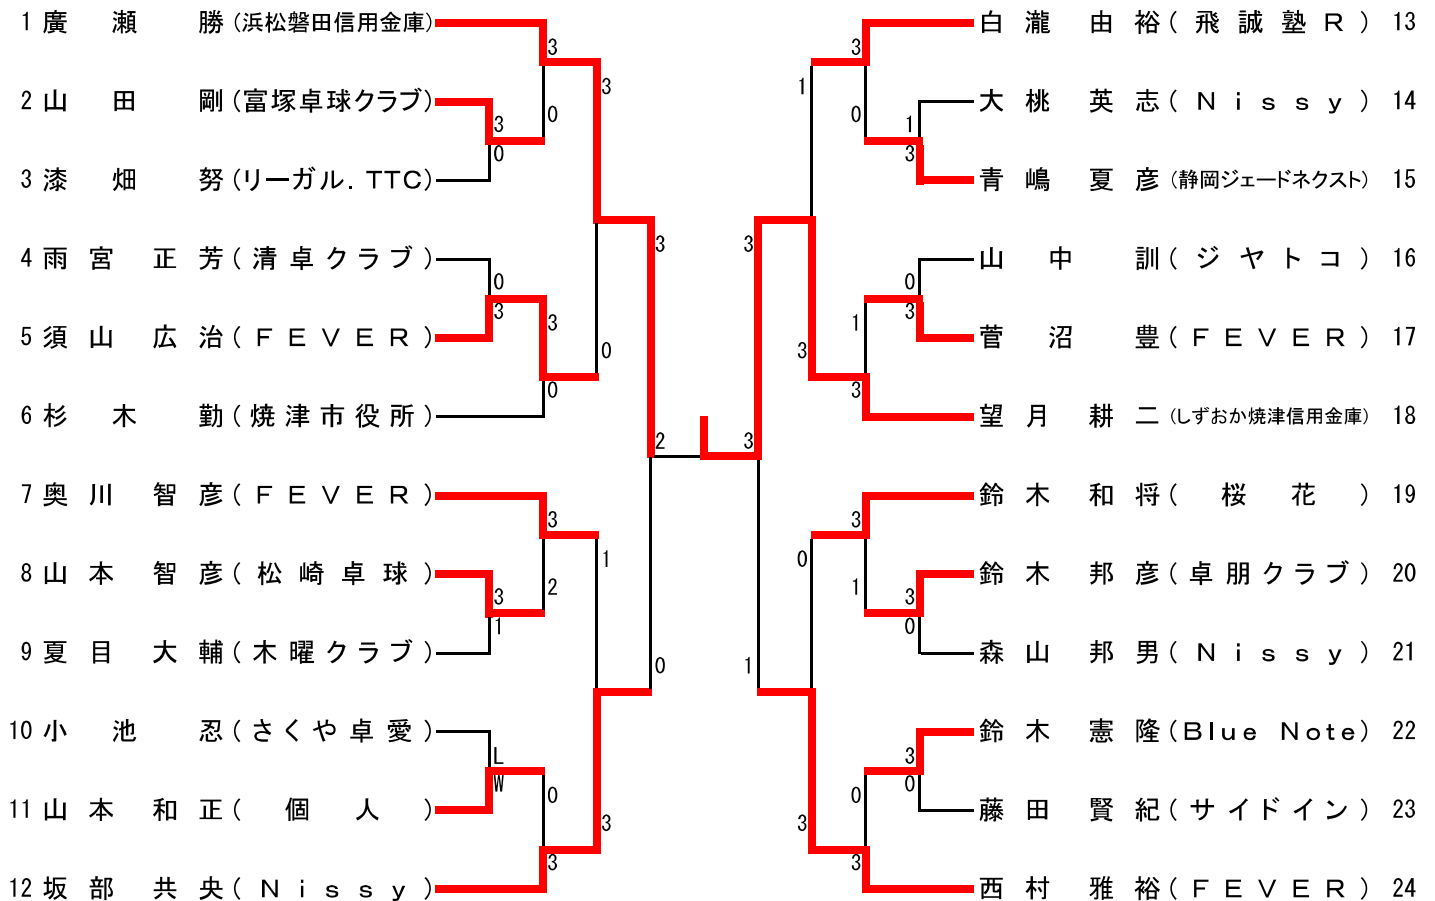 1 廣瀬 勝 (浜松磐田信用金庫)
3
3
2 山田 剛 (富塚卓球クラブ)
3
0
0
3 漆畑 努 (リーガル. TTC)
3
4 雨宮 正芳 (清卓クラブ)
0
3
3
5 須山 広治 (FEVER)
0
0
6 杉木 勤 (焼津市役所)
2
7 奥川 智彦 (FEVER)
3
1
8 山本 智彦 (松崎卓球)
3
2
1
9 夏目 大輔 (木曜クラブ)
0
10 小池 忍 (さくや卓愛)
L
W
0
11 山本 和正 (個人)
3
3
12 坂部 共央 (Nissy)
白瀧 由裕 (飛誠塾R) 13
3
1
大桃 英志 (Nissy) 14
0
1
3
青嶋 夏彦 (静岡ジェードネクスト) 15
3
山中 訓 (ジヤトコ) 16
0
3
1
菅沼 豊 (FEVER) 17
3
3
望月 耕二 (しずおか焼津信用金庫) 18
3
鈴木 和将 (桜花) 19
3
0
鈴木 邦彦 (卓朋クラブ) 20
1
3
0
森山 邦男 (Nissy) 21
1
鈴木 憲隆 (Blue Note) 22
3
0
0
藤田 賢紀 (サイドイン) 23
3
3
西村 雅裕 (FEVER) 24